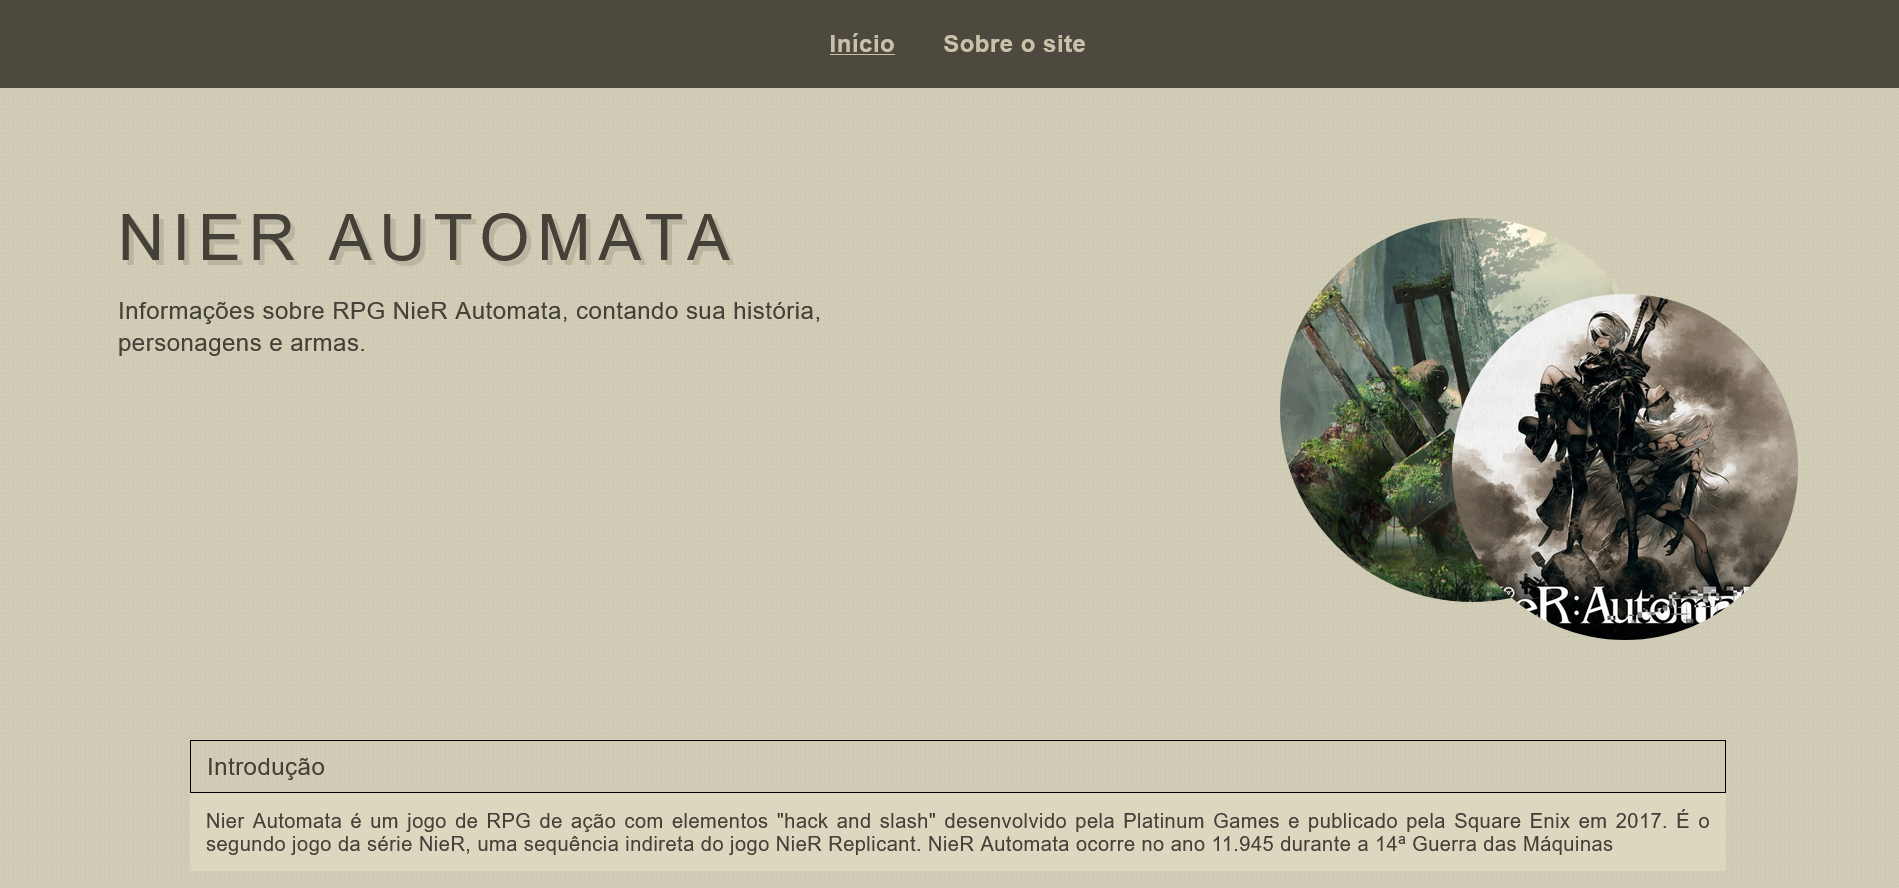 Início Sobre o site
NIER AUTOMATA
Informações sobre RPG NieR Automata, contando sua história,
personagens e armas.
eR:Automa
Introdução
Nier Automata é um jogo de RPG de ação com elementos "hack and slash" desenvolvido pela Platinum Games e publicado pela Square Enix em 2017. É o
segundo jogo da série NieR, uma sequência indireta do jogo NieR Replicant. NieR Automata ocorre no ano 11.945 durante a 14ª Guerra das Máquinas